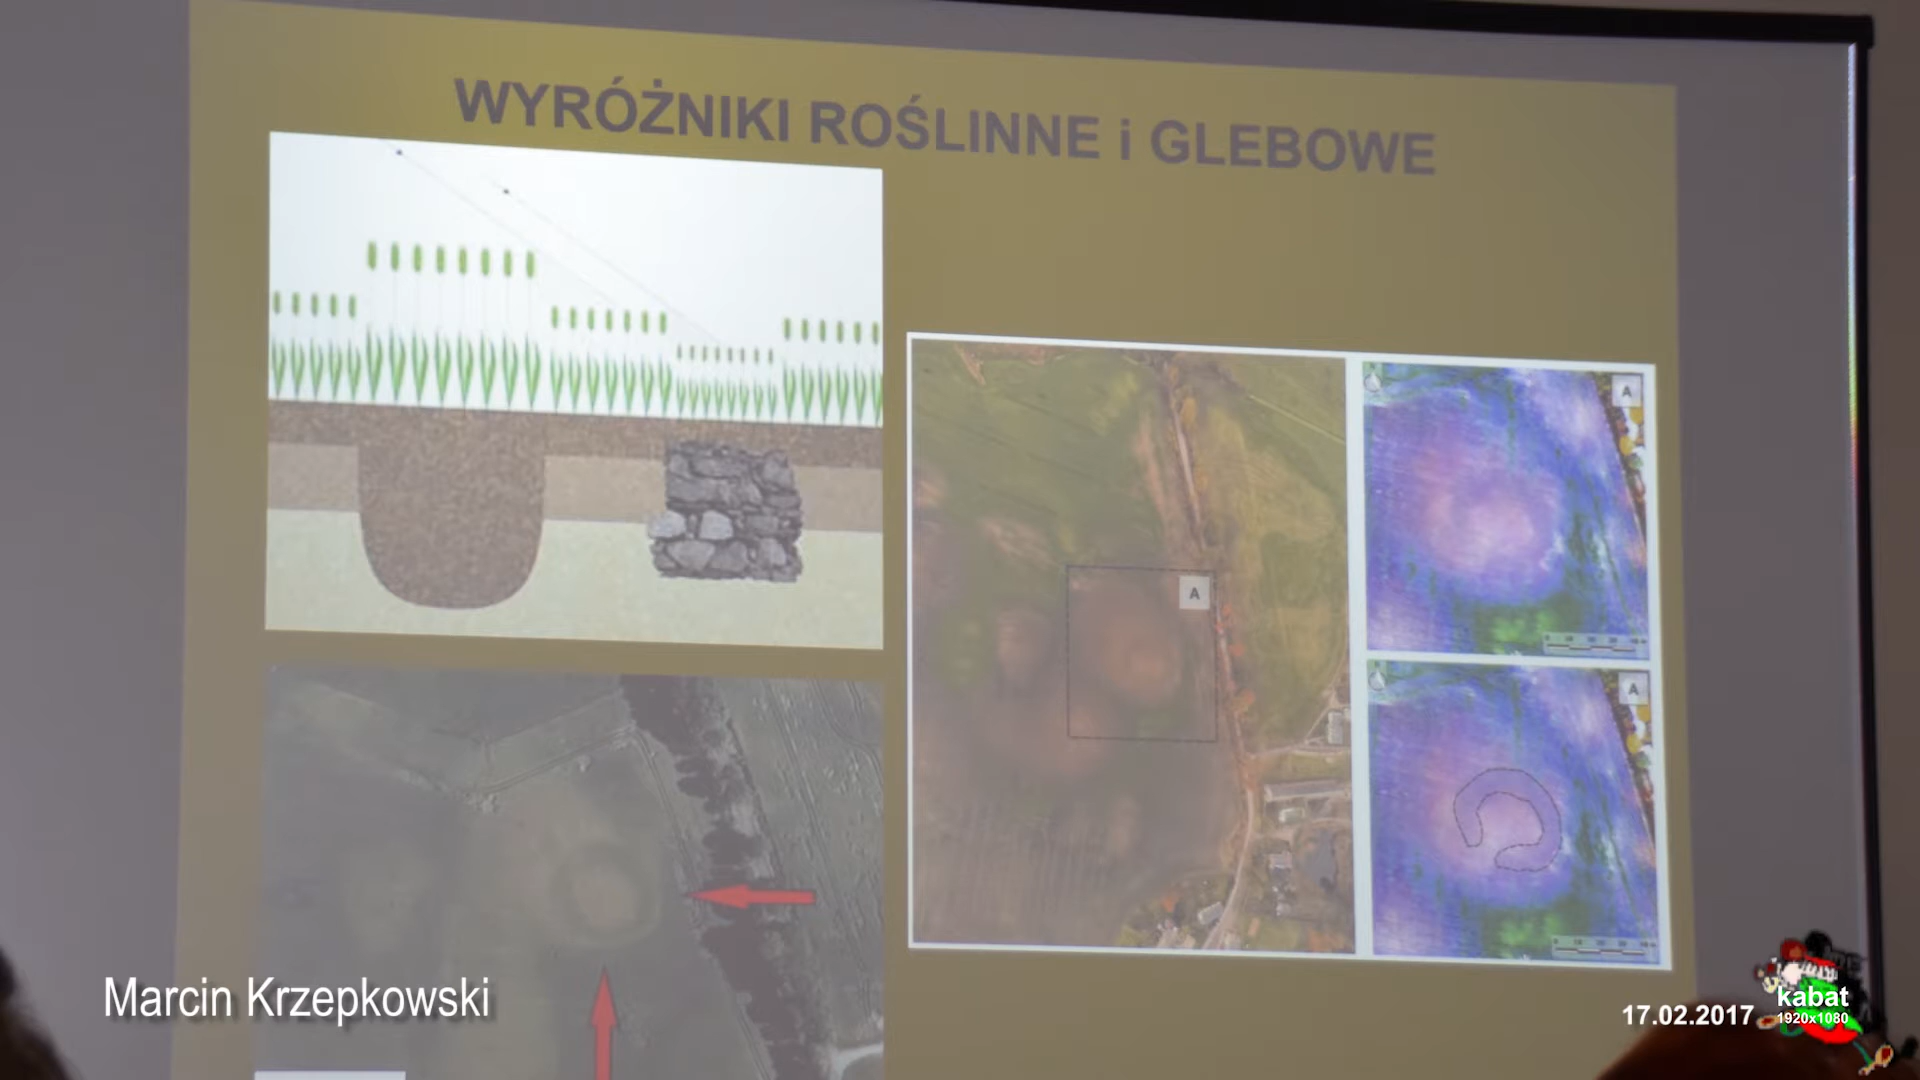 WYRÓŻNIKI ROŚLINNE i GLEBOWE
A
A
A
Marcin Krzepkowski
17.02.2017
kabat
1920x1080